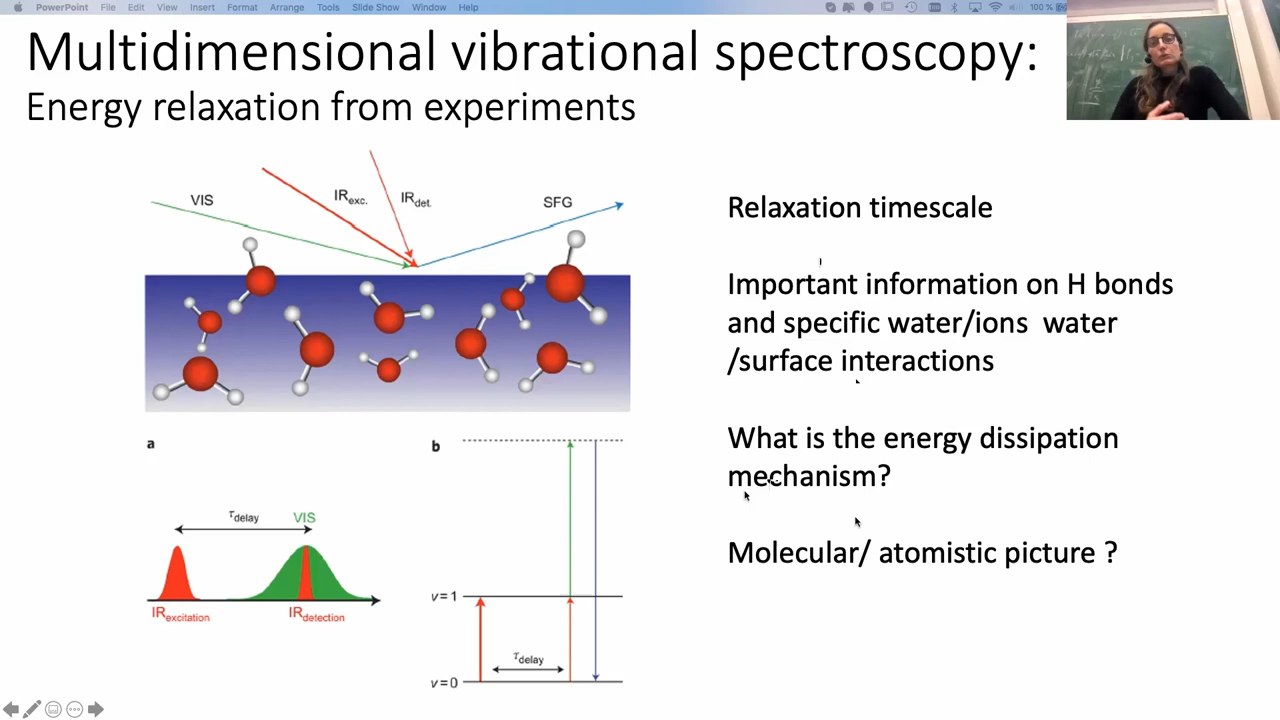 PowerPoint File Edit View Insert Format Arrange Tools Slide Show Window Help 100 %
Multidimensional vibrational spectroscopy:
Energy relaxation from experiments
VIS IRexc. IRdet. SFG
Relaxation timescale
Important information on H bonds
and specific water/ions water
/surface interactions
a
b
What is the energy dissipation
mechanism?
τdelay VIS
IRexcitation IRdetection
v=1
τdelay
v=0
Molecular/ atomistic picture ?